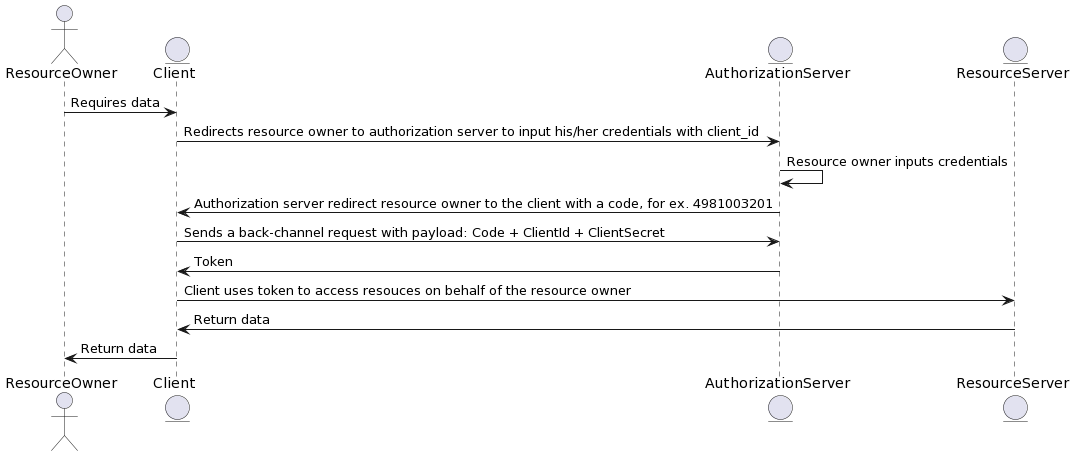 ResourceOwner Client AuthorizationServer ResourceServer
Requires data
Redirects resource owner to authorization server to input his/her credentials with client_id
Resource owner inputs credentials
Authorization server redirect resource owner to the client with a code, for ex. 4981003201
Sends a back-channel request with payload: Code + ClientId + ClientSecret
Token
Client uses token to access resouces on behalf of the resource owner
Return data
Return data
ResourceOwner Client AuthorizationServer ResourceServer